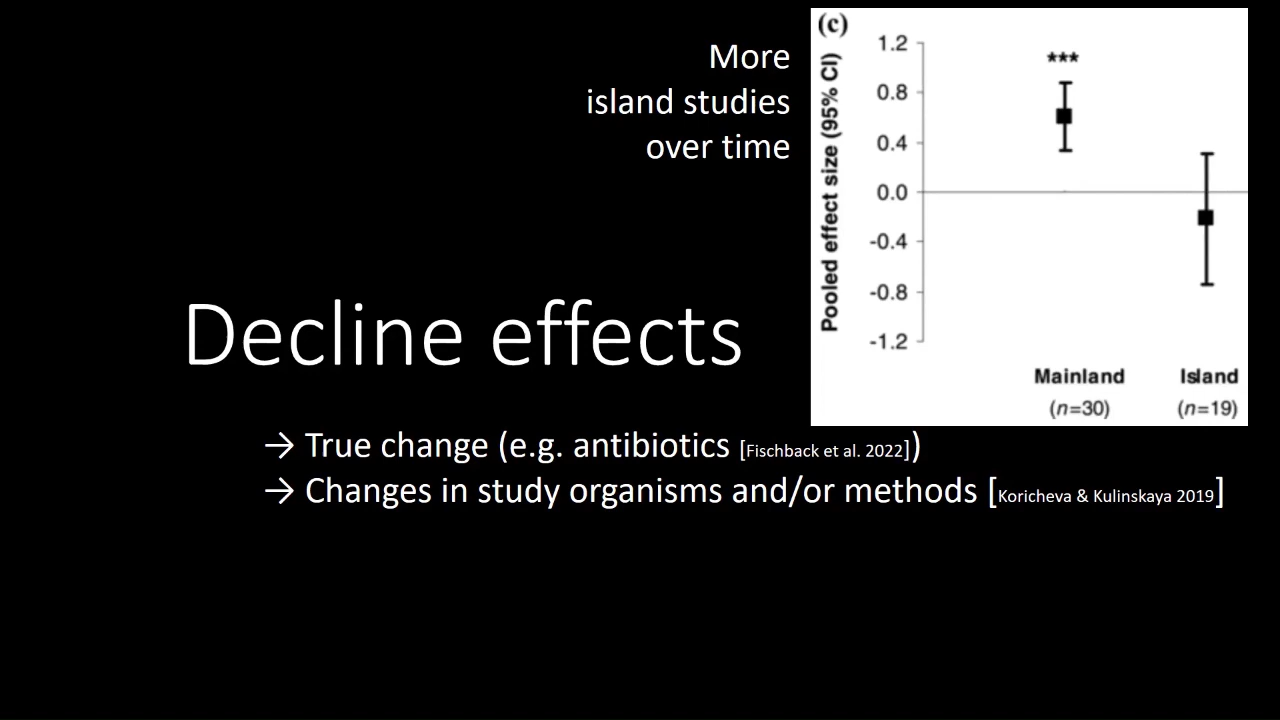 More
island studies
over time
(c)
Pooled effect size (95% CI)
1.2
0.8
0.4
0.0
-0.4
-0.8
-1.2
***
Mainland
(n=30)
Island
(n=19)
Decline effects
→ True change (e.g. antibiotics [Fischback et al. 2022])
→ Changes in study organisms and/or methods [Koricheva & Kulinskaya 2019]